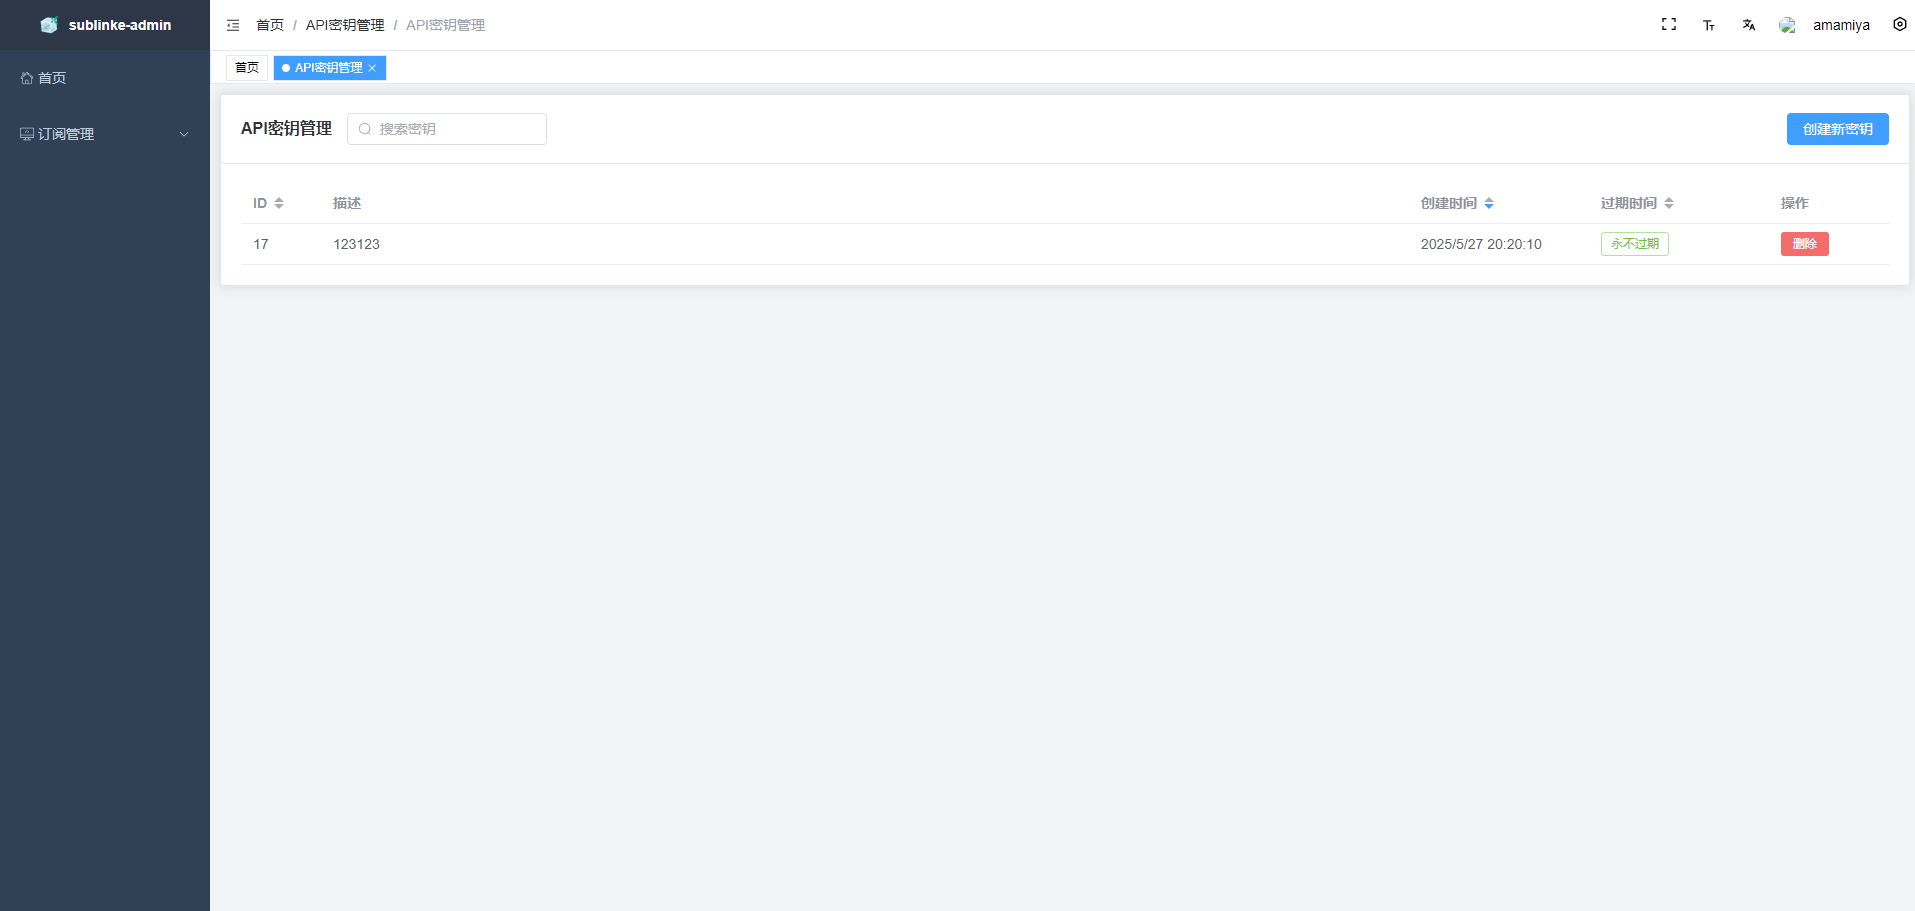 sublinke-admin
首页
订阅管理
首页 / API密钥管理 / API密钥管理
amamiya
首页
API密钥管理
API密钥管理
搜索密钥
创建新密钥
ID 描述 创建时间 过期时间 操作
17 123123 2025/5/27 20:20:10 永不过期 删除